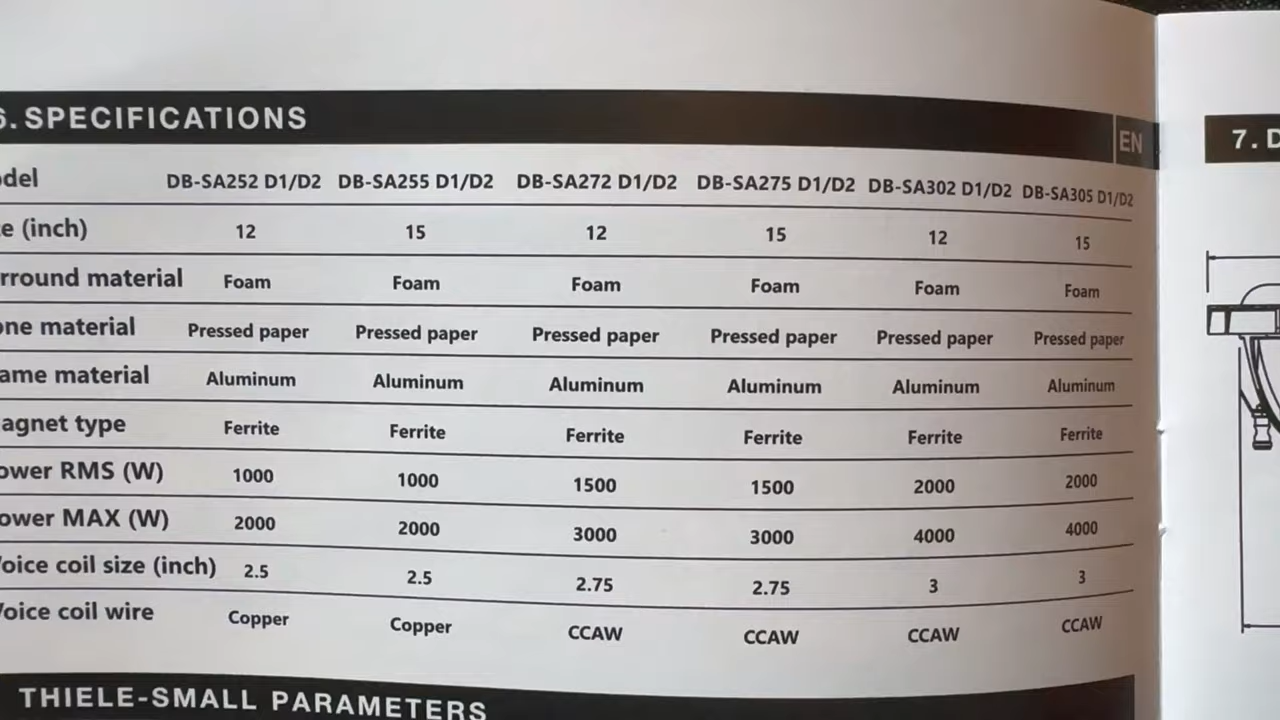 6. SPECIFICATIONS
EN
7. D
odel DB-SA252 D1/D2 DB-SA255 D1/D2 DB-SA272 D1/D2 DB-SA275 D1/D2 DB-SA302 D1/D2 DB-SA305 D1/D2
e (inch) 12 15 12 15 12 15
rround material Foam Foam Foam Foam Foam Foam
one material Pressed paper Pressed paper Pressed paper Pressed paper Pressed paper Pressed paper
ame material Aluminum Aluminum Aluminum Aluminum Aluminum Aluminum
agnet type Ferrite Ferrite Ferrite Ferrite Ferrite Ferrite
ower RMS (W) 1000 1000 1500 1500 2000 2000
ower MAX (W) 2000 2000 3000 3000 4000 4000
Voice coil size (inch) 2.5 2.5 2.75 2.75 3 3
Voice coil wire Copper Copper CCAW CCAW CCAW CCAW
THIELE-SMALL PARAMETERS